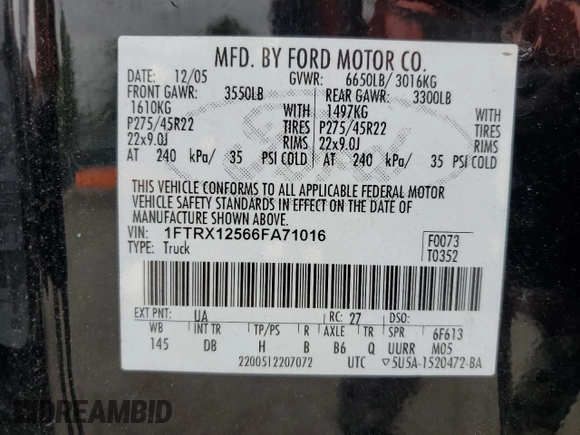 MFD. BY FORD MOTOR CO.
DATE: 12/05 GVWR: 6650LB/ 3016KG
FRONT GAWR: 3550LB REAR GAWR: 3300LB
1610KG WITH 1497KG WITH
P275/45R22 TIRES P275/45R22 TIRES
22x9.0J RIMS 22x9.0J RIMS
AT 240 kPa/ 35 PSI COLD AT 240 kPa/ 35 PSI COLD
THIS VEHICLE CONFORMS TO ALL APPLICABLE FEDERAL MOTOR
VEHICLE SAFETY STANDARDS IN EFFECT ON THE DATE OF
MANUFACTURE SHOWN ABOVE.
VIN: 1FTRX12566FA71016 F0073
TYPE: Truck T0352
EXT PNT: UA RC: 27 DSO:
WB INT TR TP/PS R AXLE TR SPR 6F613
145 DB H B B6 Q UURR M05
2200512207072 UTC ▽5U5A-1520472-BA
Ford
IDREAMBID